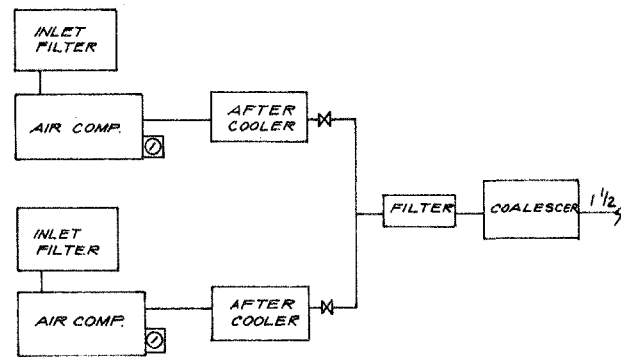 INLET
FILTER
AIR COMP.
AFTER
COOLER
FILTER
COALESCER
1 1/2
INLET
FILTER
AIR COMP.
AFTER
COOLER